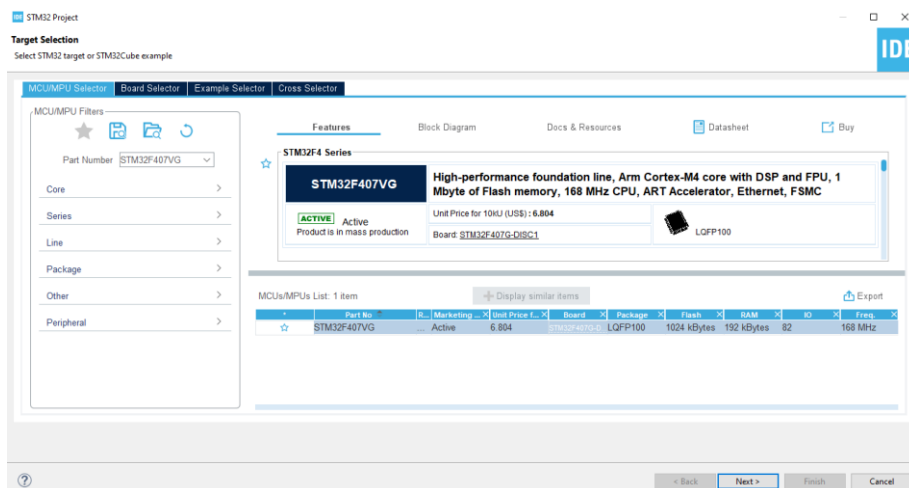 IDE STM32 Project
Target Selection
Select STM32 target or STM32Cube example
IDE
MCU/MPU Selector Board Selector Example Selector Cross Selector
MCU/MPU Filters
Part Number STM32F407VG
Core
Series
Line
Package
Other
Peripheral
Features Block Diagram Docs & Resources Datasheet Buy
STM32F4 Series
STM32F407VG
High-performance foundation line, Arm Cortex-M4 core with DSP and FPU, 1
Mbyte of Flash memory, 168 MHz CPU, ART Accelerator, Ethernet, FSMC
ACTIVE Active
Product is in mass production
Unit Price for 10kU (US$) : 6.804
Board: STM32F407G-DISC1
LQFP100
MCUs/MPUs List: 1 item
+ Display similar items
Export
* Part No R... Marketing ... X Unit Price f... X Board X Package X Flash X RAM X IO X Freq. X
STM32F407VG ... Active 6.804 STM32F407G-D LQFP100 1024 kBytes 192 kBytes 82 168 MHz
? < Back Next > Finish Cancel